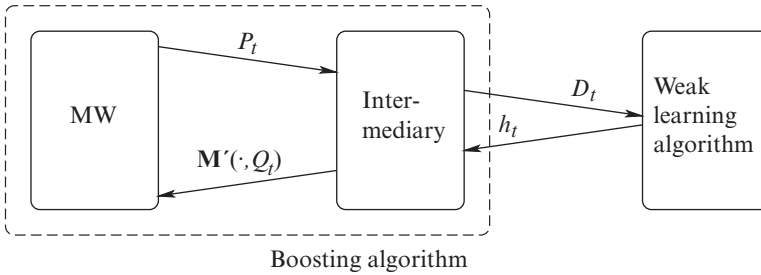 MW
P_t
M´(·,Q_t)
Inter-
mediary
D_t
h_t
Weak
learning
algorithm
Boosting algorithm